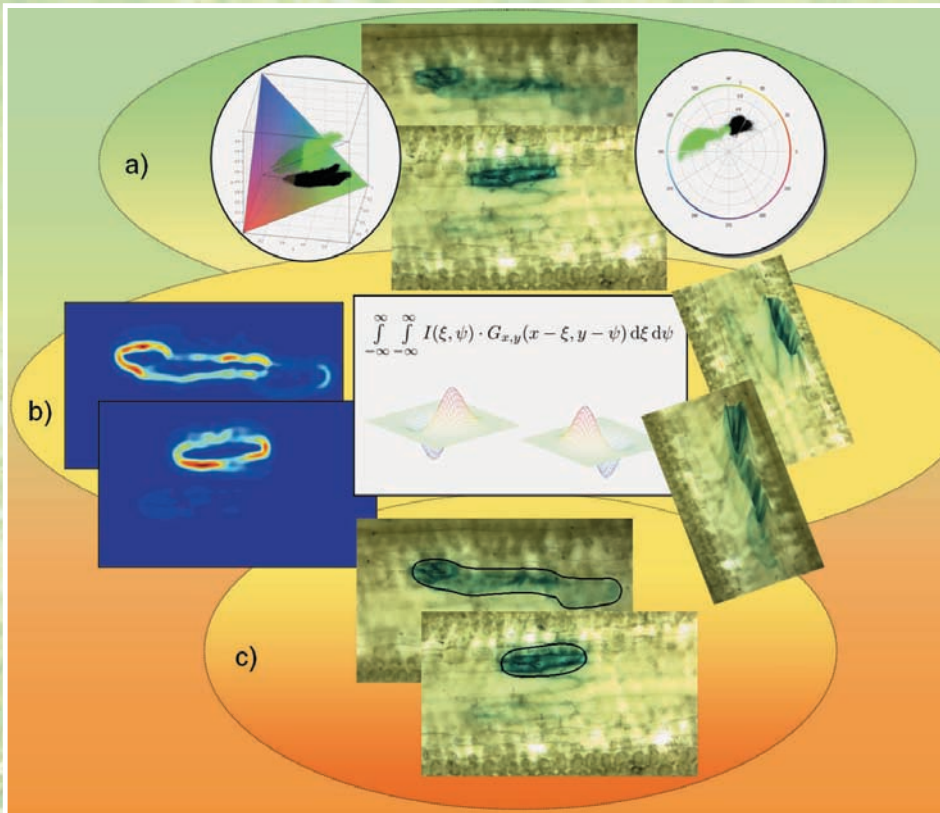 a)
b)
∫_{-∞}^{∞} ∫_{-∞}^{∞} I(ξ, ψ) · G_{x,y}(x − ξ, y − ψ) dξ dψ
c)